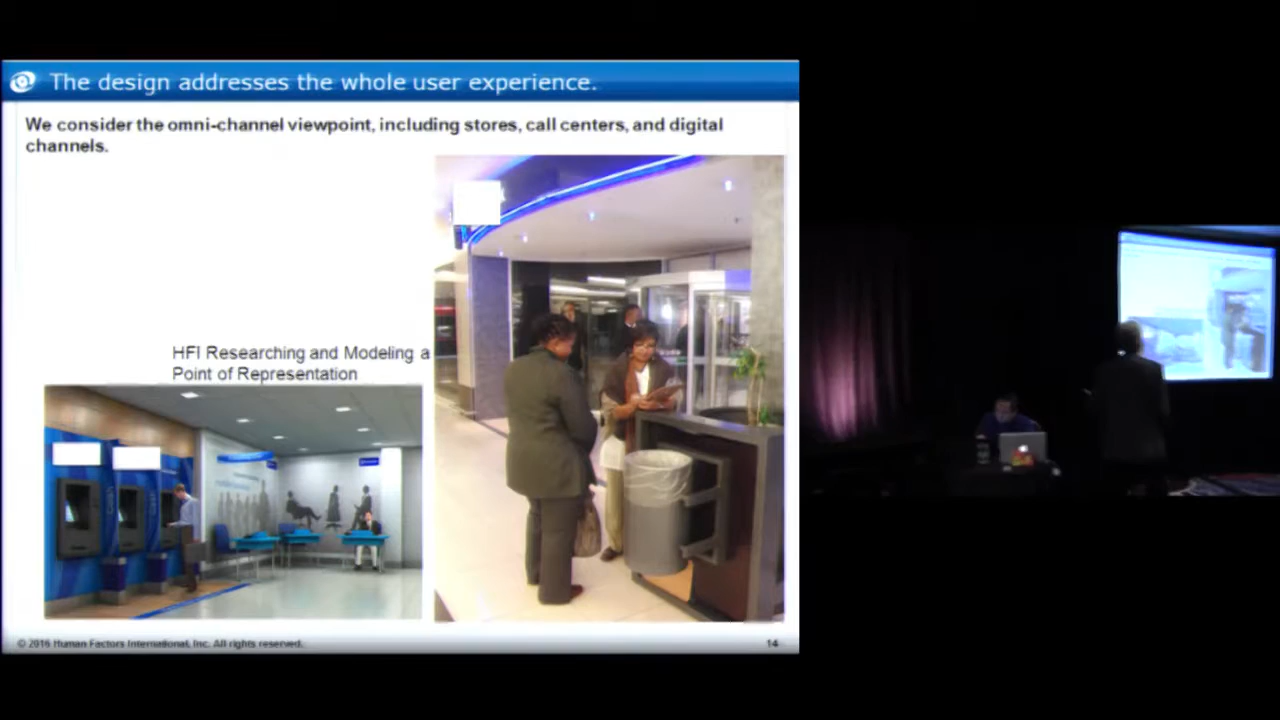 The design addresses the whole user experience.
We consider the omni-channel viewpoint, including stores, call centers, and digital
channels.
HFI Researching and Modeling a
Point of Representation
© 2016 Human Factors International, Inc. All rights reserved.
14